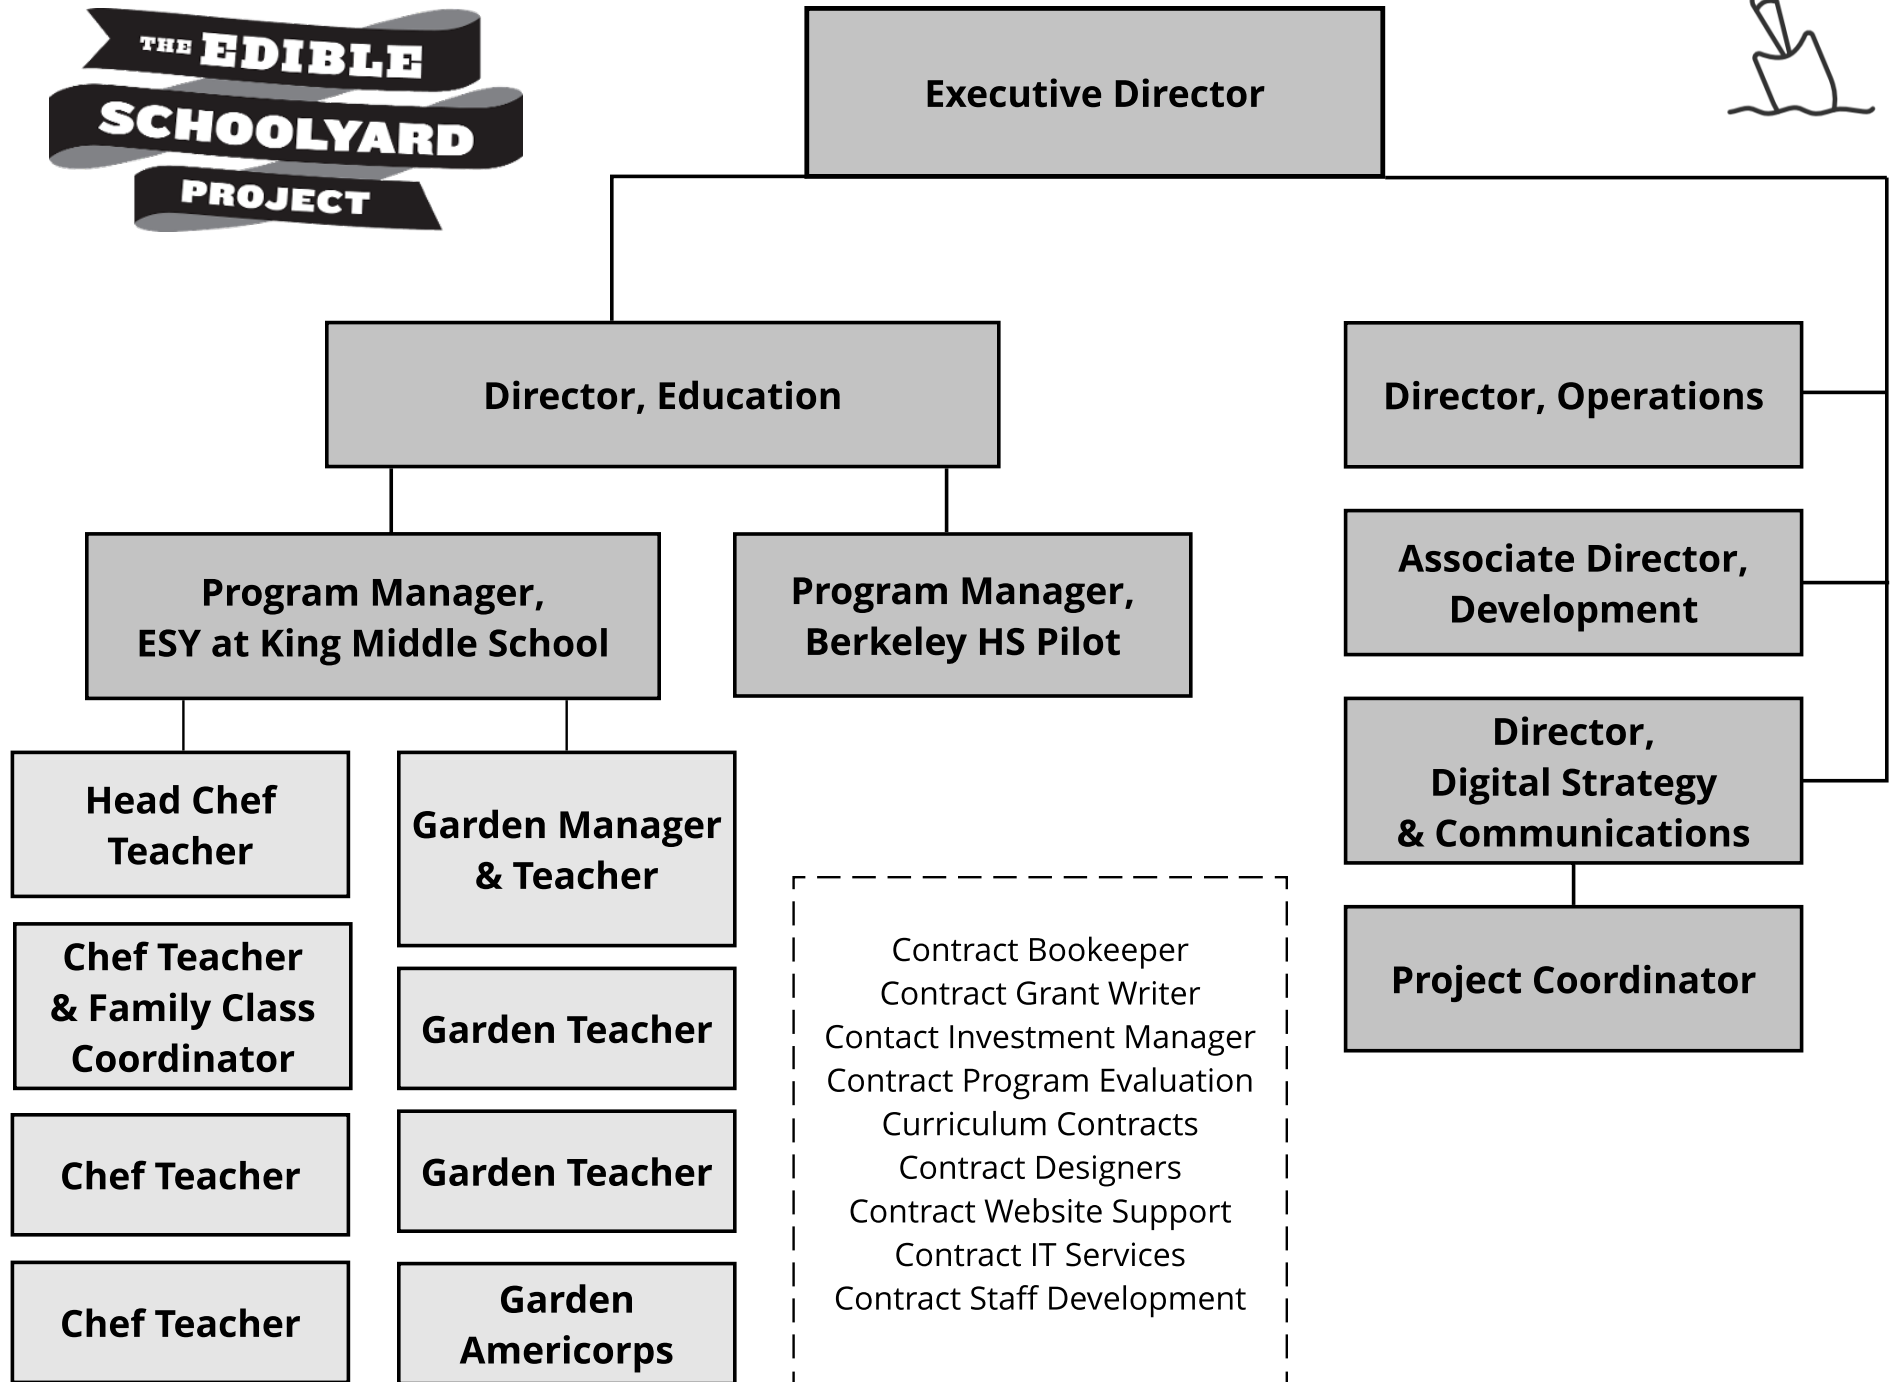 THE EDIBLE
SCHOOLYARD
PROJECT
Executive Director
Director, Education
Director, Operations
Program Manager,
ESY at King Middle School
Program Manager,
Berkeley HS Pilot
Associate Director,
Development
Director,
Digital Strategy
& Communications
Project Coordinator
Head Chef
Teacher
Chef Teacher
& Family Class
Coordinator
Chef Teacher
Chef Teacher
Garden Manager
& Teacher
Garden Teacher
Garden Teacher
Garden
Americorps
Contract Bookeeper
Contract Grant Writer
Contact Investment Manager
Contract Program Evaluation
Curriculum Contracts
Contract Designers
Contract Website Support
Contract IT Services
Contract Staff Development